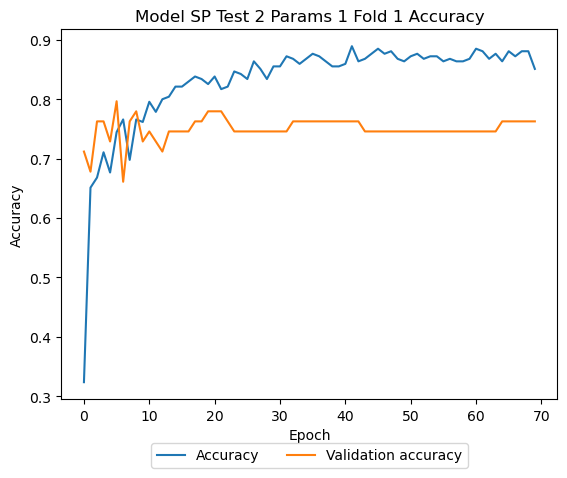 Model SP Test 2 Params 1 Fold 1 Accuracy
0.9
0.8
0.7
0.6
0.5
0.4
0.3
Accuracy
0 10 20 30 40 50 60 70
Epoch
Accuracy Validation accuracy